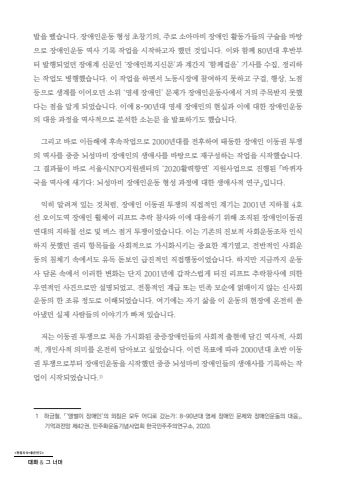 발을 뗐습니다. 장애인운동 형성 초창기의, 주로 소아마비 장애인 활동가들의 구술을 바탕
으로 장애인운동 역사 기록 작업을 시작하고자 했던 것입니다. 이와 함께 80년대 후반부
터 발행되었던 장애계 신문인 '장애인복지신문'과 계간지 '함께걸음' 기사를 수집, 정리하
는 작업도 병행했습니다. 이 작업을 하면서 노동시장에 참여하지 못하고 구걸, 행상, 노점
등으로 생계를 이어오던 소위 '영세 장애인' 문제가 장애인운동사에서 거의 주목받지 못했
다는 점을 알게 되었습니다. 이에 8-90년대 영세 장애인의 현실과 이에 대한 장애인운동
의 대응 과정을 역사적으로 분석한 소논문 을 발표하기도 했습니다.
그리고 바로 이듬해에 후속작업으로 2000년대를 전후하여 태동한 장애인 이동권 투쟁
의 역사를 중증 뇌성마비 장애인의 생애사를 바탕으로 재구성하는 작업을 시작했습니다.
그 결과물이 바로 서울시NPO지원센터의 '2020활력향연' 지원사업으로 진행된 『바퀴자
국을 역사에 새기다: 뇌성마비 장애인운동 형성 과정에 대한 생애사적 연구』입니다.
익히 알려져 있는 것처럼, 장애인 이동권 투쟁의 직접적인 계기는 2001년 지하철 4호
선 오이도역 장애인 휠체어 리프트 추락 참사와 이에 대응하기 위해 조직된 장애인이동권
연대의 지하철 선로 및 버스 점거 투쟁이었습니다. 이는 기존의 진보적 사회운동조차 인식
하지 못했던 권리 항목들을 사회적으로 가시화시키는 중요한 계기였고, 전반적인 사회운
동의 침체기 속에서도 유독 돋보인 급진적인 직접행동이었습니다. 하지만 지금까지 운동
사 담론 속에서 이러한 변화는 단지 2001년에 갑작스럽게 터진 리프트 추락참사에 의한
우연적인 사건으로만 설명되었고, 전통적인 계급 또는 민족 모순에 얽매이지 않는 신사회
운동의 한 조류 정도로 이해되었습니다. 여기에는 자기 삶을 이 운동의 현장에 온전히 쏟
아냈던 실제 사람들의 이야기가 빠져 있습니다.
저는 이동권 투쟁으로 처음 가시화된 중증장애인들의 사회적 출현에 담긴 역사적, 사회
적, 개인사적 의미를 온전히 담아보고 싶었습니다. 이런 목표에 따라 2000년대 초반 이동
권 투쟁으로부터 장애인운동을 시작했던 중증 뇌성마비 장애인들의 생애사를 기록하는 작
업이 시작되었습니다.1)
1 하금철, 「'앵벌이 장애인'의 외침은 모두 어디로 갔는가: 8-90년대 영세 장애인 문제와 장애인운동의 대응」,
기억과전망 제42권, 민주화운동기념사업회 한국민주주의연구소, 2020.
대화 & 그 너머